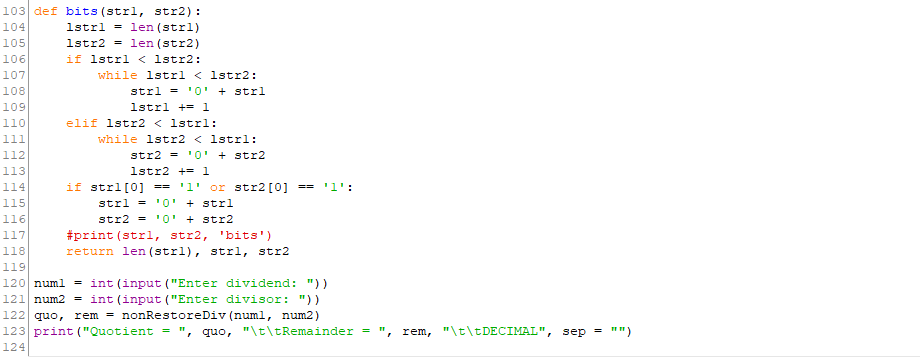 103 def bits(str1, str2):
104     lstr1 = len(str1)
105     lstr2 = len(str2)
106     if lstr1 < lstr2:
107         while lstr1 < lstr2:
108             str1 = '0' + str1
109             lstr1 += 1
110     elif lstr2 < lstr1:
111         while lstr2 < lstr1:
112             str2 = '0' + str2
113             lstr2 += 1
114     if str1[0] == '1' or str2[0] == '1':
115         str1 = '0' + str1
116         str2 = '0' + str2
117     #print(str1, str2, 'bits')
118     return len(str1), str1, str2
119
120 num1 = int(input("Enter dividend: "))
121 num2 = int(input("Enter divisor: "))
122 quo, rem = nonRestoreDiv(num1, num2)
123 print("Quotient = ", quo, "\t\tRemainder = ", rem, "\t\tDECIMAL", sep = "")
124